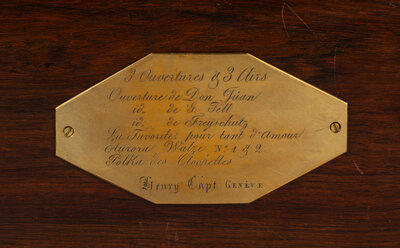 3 Ouvertures & 3 Airs
Ouverture de Don Juan
id. de G. Tell
id. de Freyschutz
La Favorite: pour tant d'amour
Aurora Walze Nº 1 & 2
Polka des Clochettes
Henry Capt GENÈVE